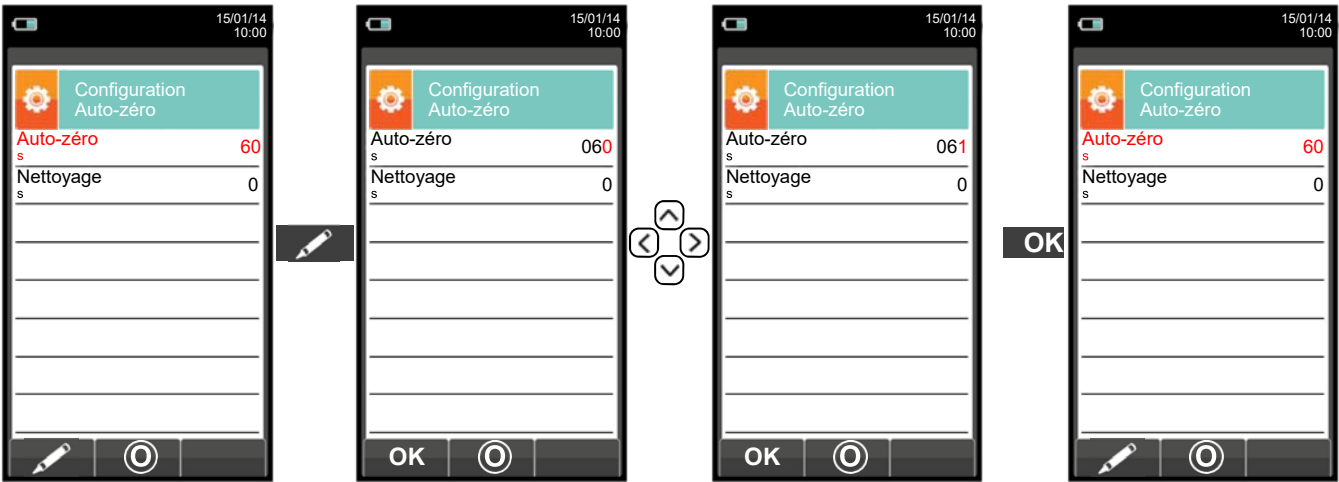 15/01/14
10:00
Configuration
Auto-zéro
Auto-zéro
s
60
Nettoyage
s
0
O
15/01/14
10:00
Configuration
Auto-zéro
Auto-zéro
s
060
Nettoyage
s
0
OK
O
15/01/14
10:00
Configuration
Auto-zéro
Auto-zéro
s
061
Nettoyage
s
0
OK
O
OK
15/01/14
10:00
Configuration
Auto-zéro
Auto-zéro
s
60
Nettoyage
s
0
O